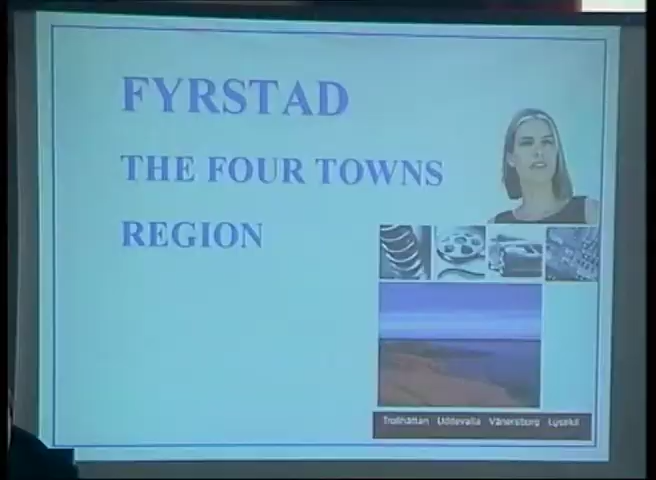 FYRSTAD
THE FOUR TOWNS
REGION
Trollhättan Uddevalla Vänersborg Lysekil